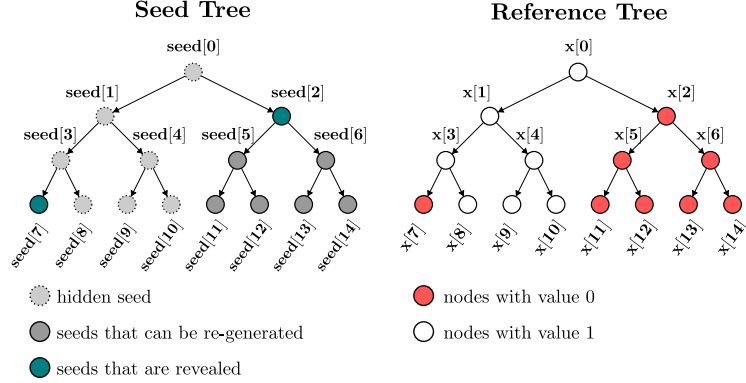 Seed Tree
Reference Tree
seed[0]
x[0]
seed[1]
seed[2]
x[1]
x[2]
seed[3]
seed[4]
seed[5]
seed[6]
x[3]
x[4]
x[5]
x[6]
seed[7]
seed[8]
seed[9]
seed[10]
seed[11]
seed[12]
seed[13]
seed[14]
x[7]
x[8]
x[9]
x[10]
x[11]
x[12]
x[13]
x[14]
hidden seed
nodes with value 0
seeds that can be re-generated
nodes with value 1
seeds that are revealed